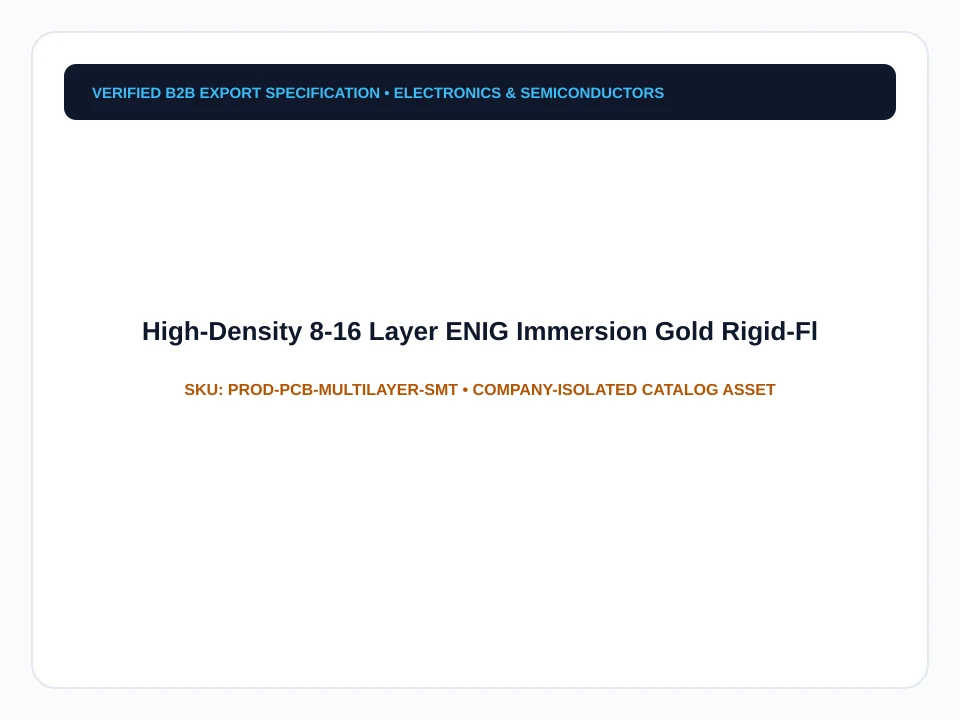 VERIFIED B2B EXPORT SPECIFICATION • ELECTRONICS & SEMICONDUCTORS
High-Density 8-16 Layer ENIG Immersion Gold Rigid-Fl
SKU: PROD-PCB-MULTILAYER-SMT • COMPANY-ISOLATED CATALOG ASSET